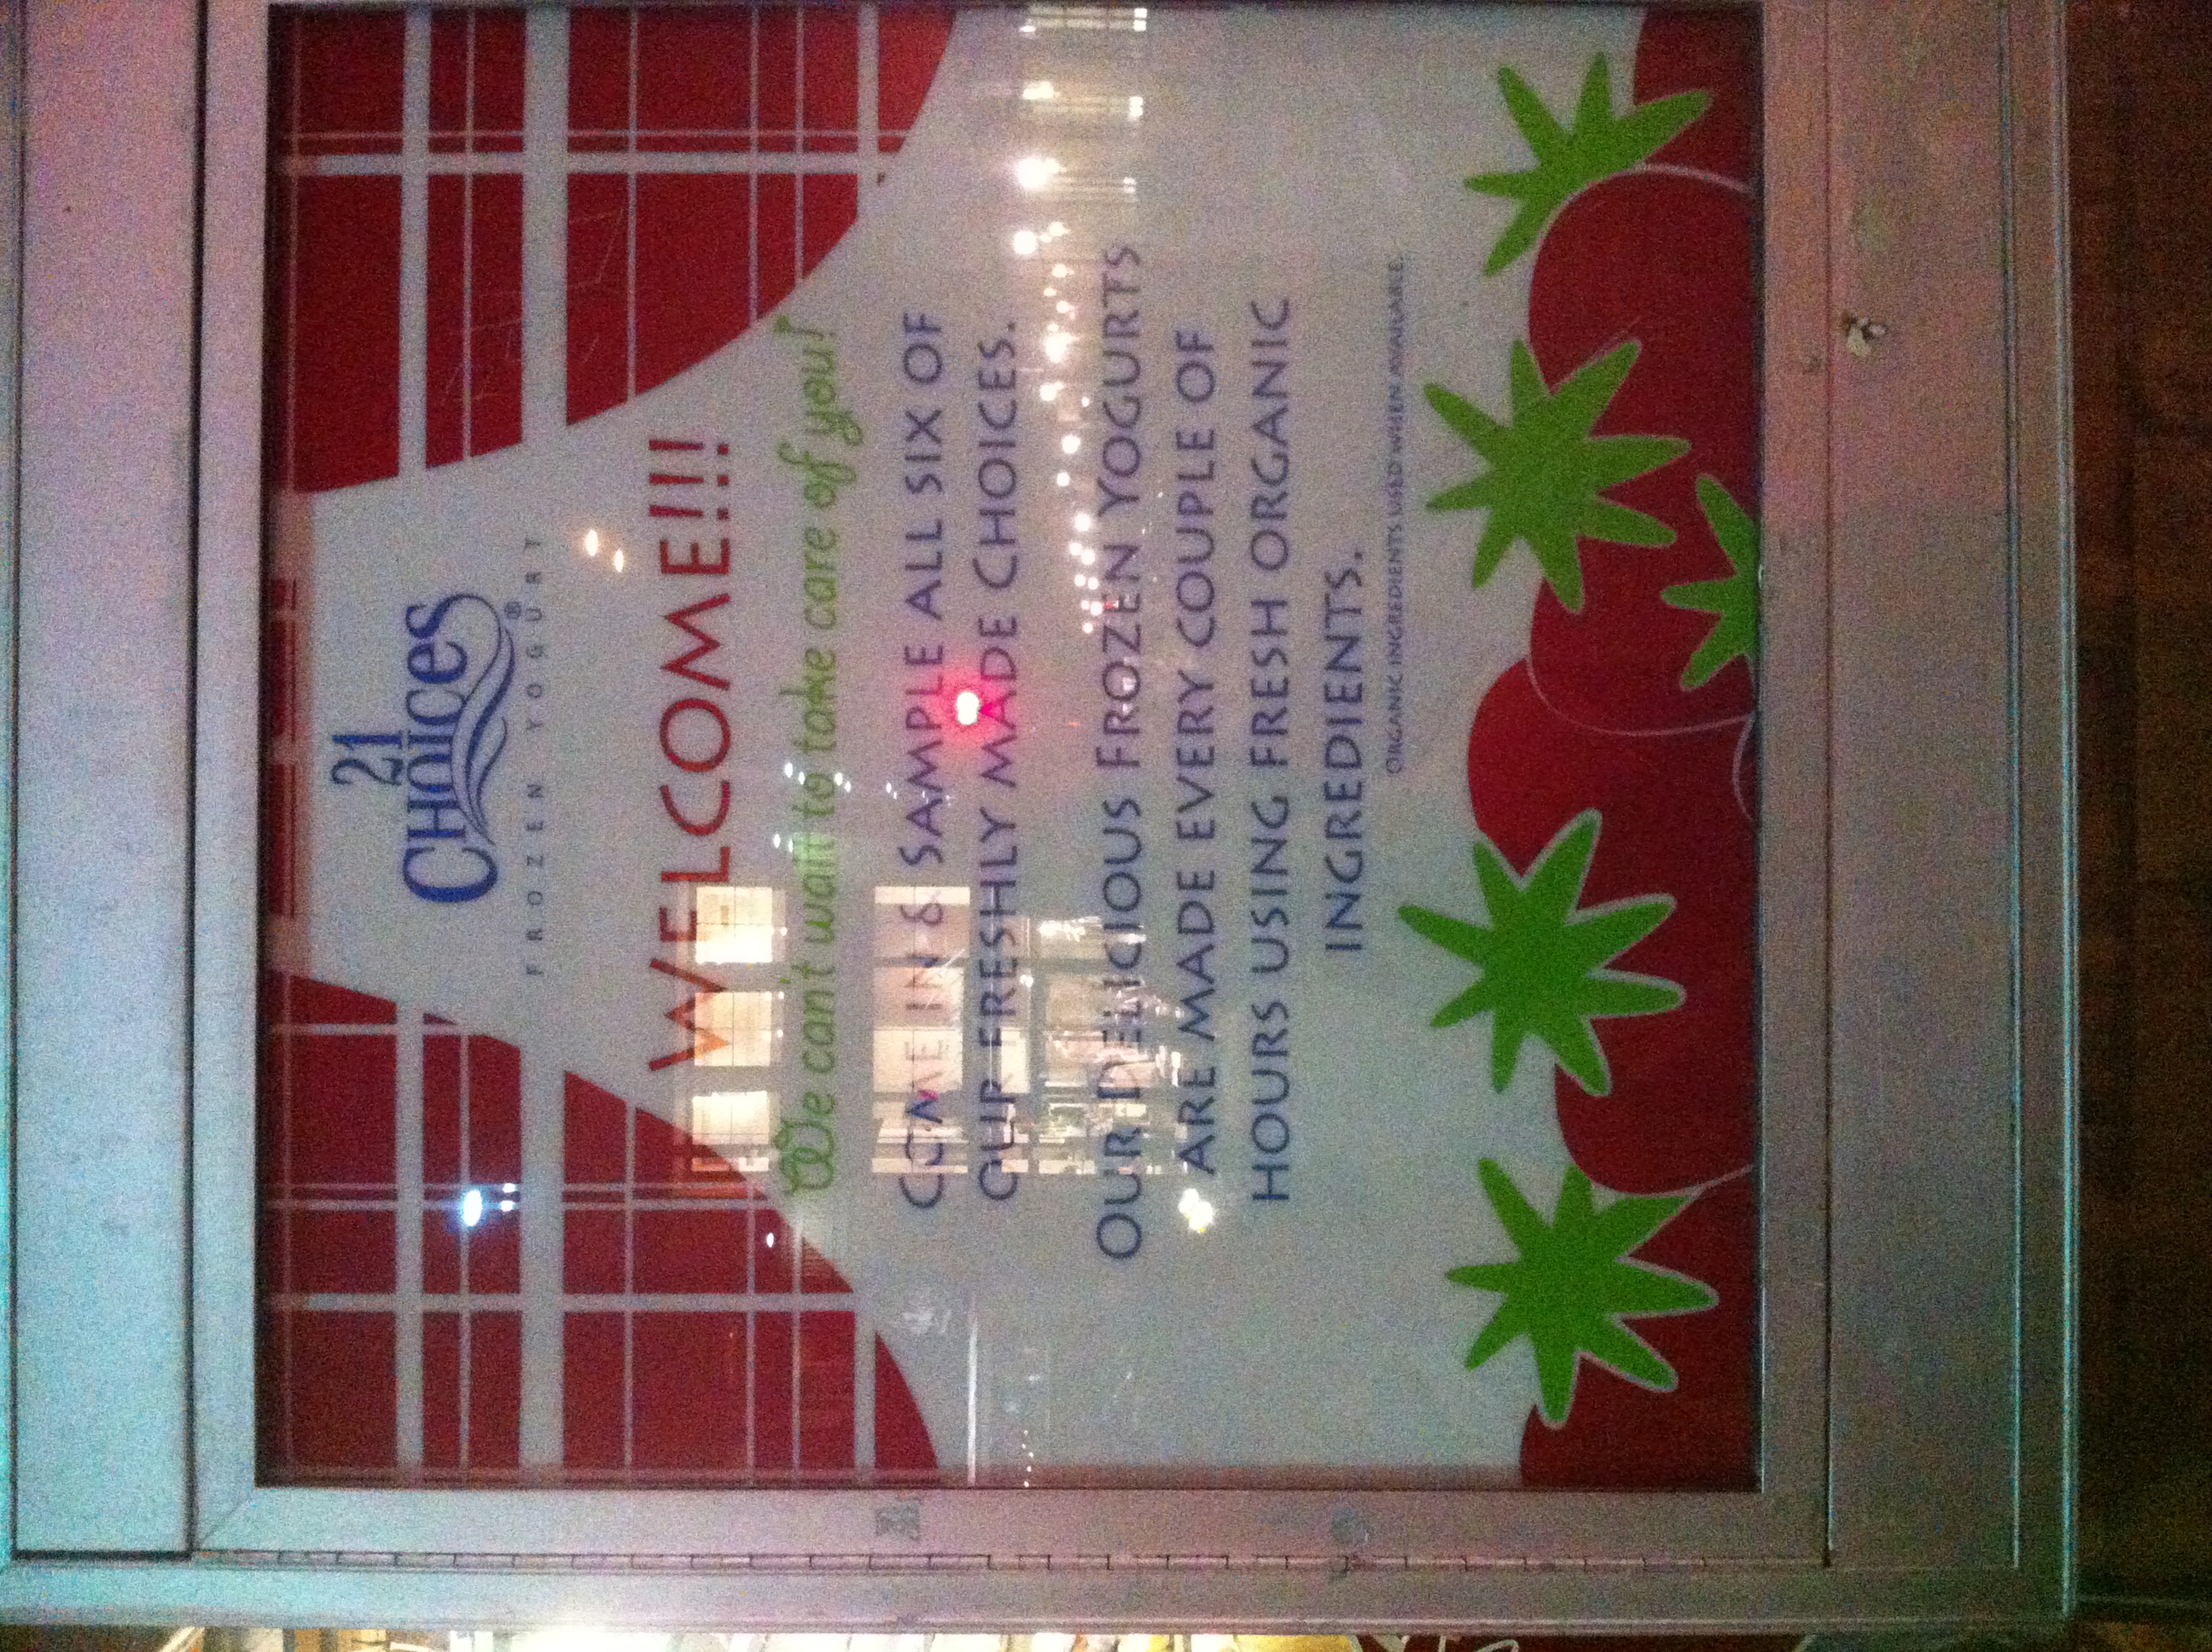 21
CHOICES®
FROZEN YOGURT
WELCOME!!!
We can't wait to take care of you!
COME IN & SAMPLE ALL SIX OF
OUR FRESHLY MADE CHOICES.
OUR DELICIOUS FROZEN YOGURTS
ARE MADE EVERY COUPLE OF
HOURS USING FRESH ORGANIC
INGREDIENTS.
ORGANIC INGREDIENTS USED WHEN AVAILABLE.